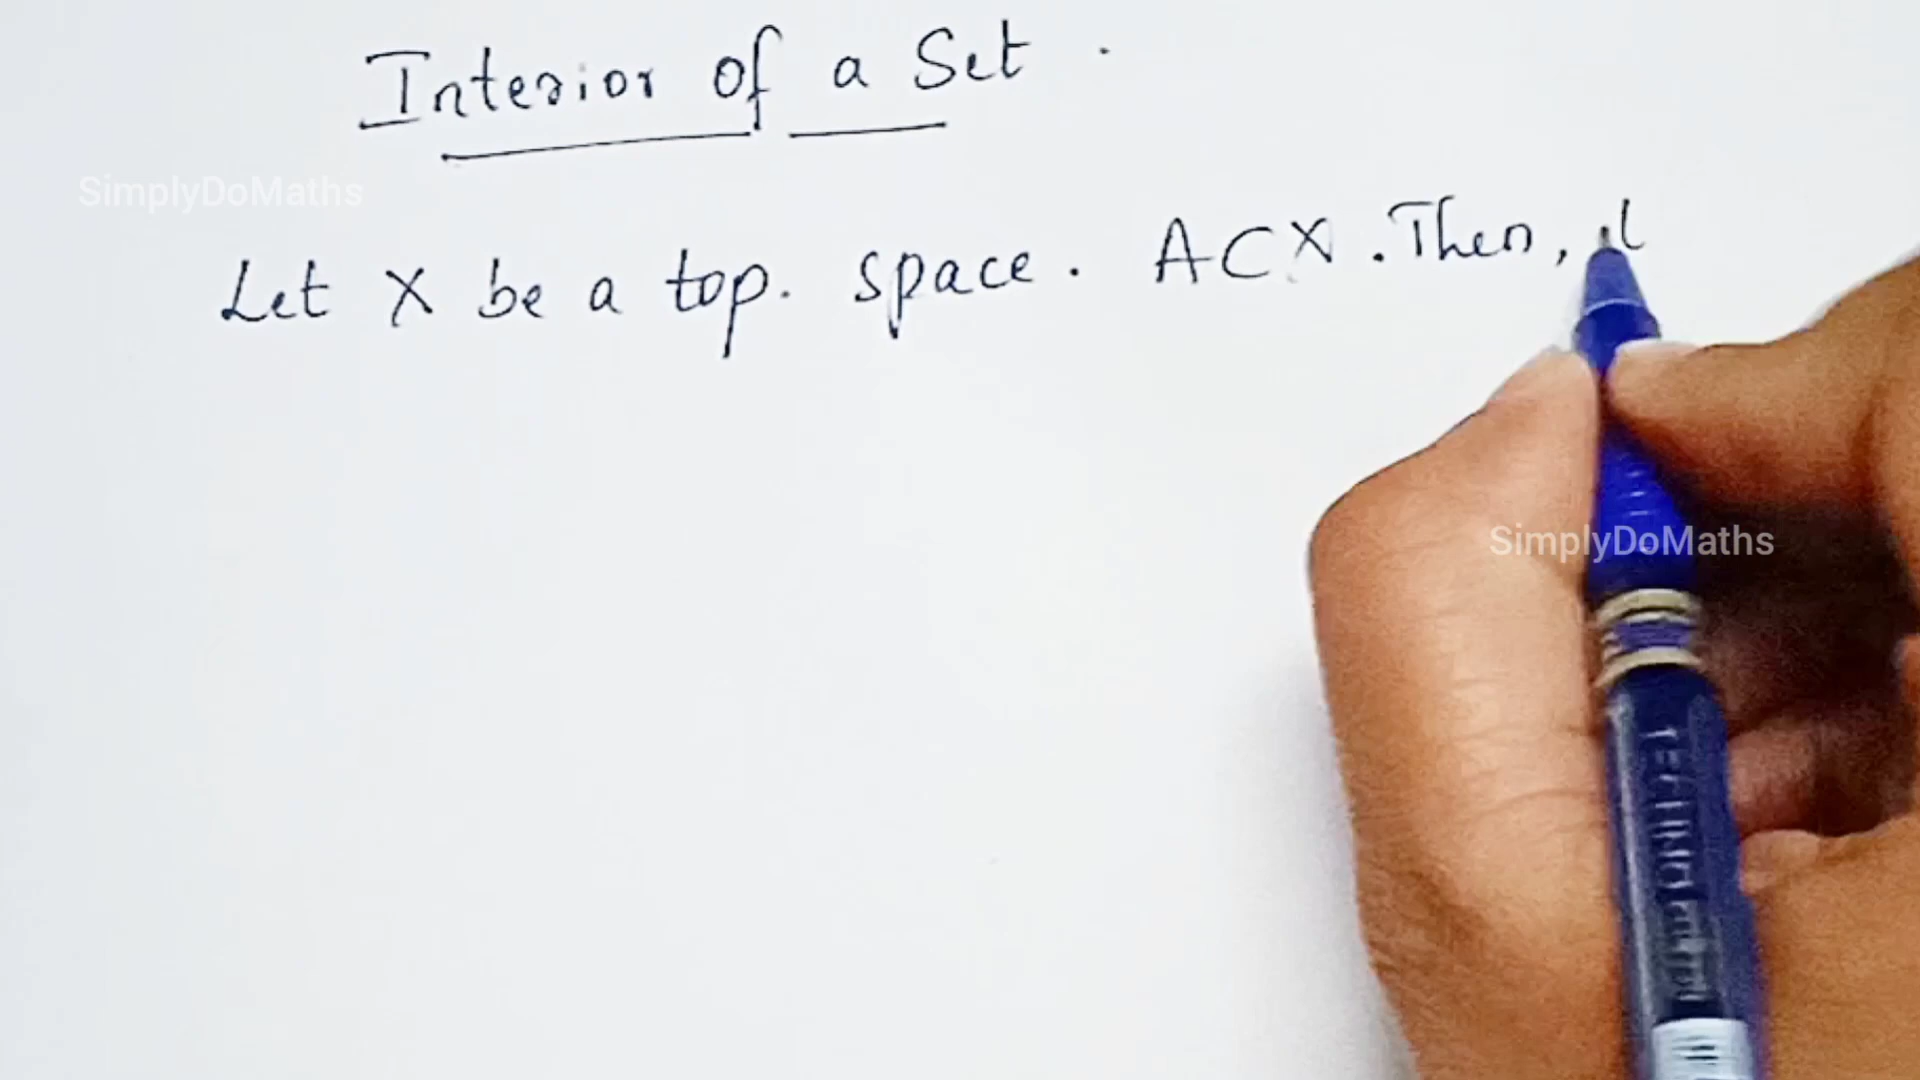 Interior of a Set.
SimplyDoMaths
Let X be a top. space. A⊂X. Then,
SimplyDoMaths